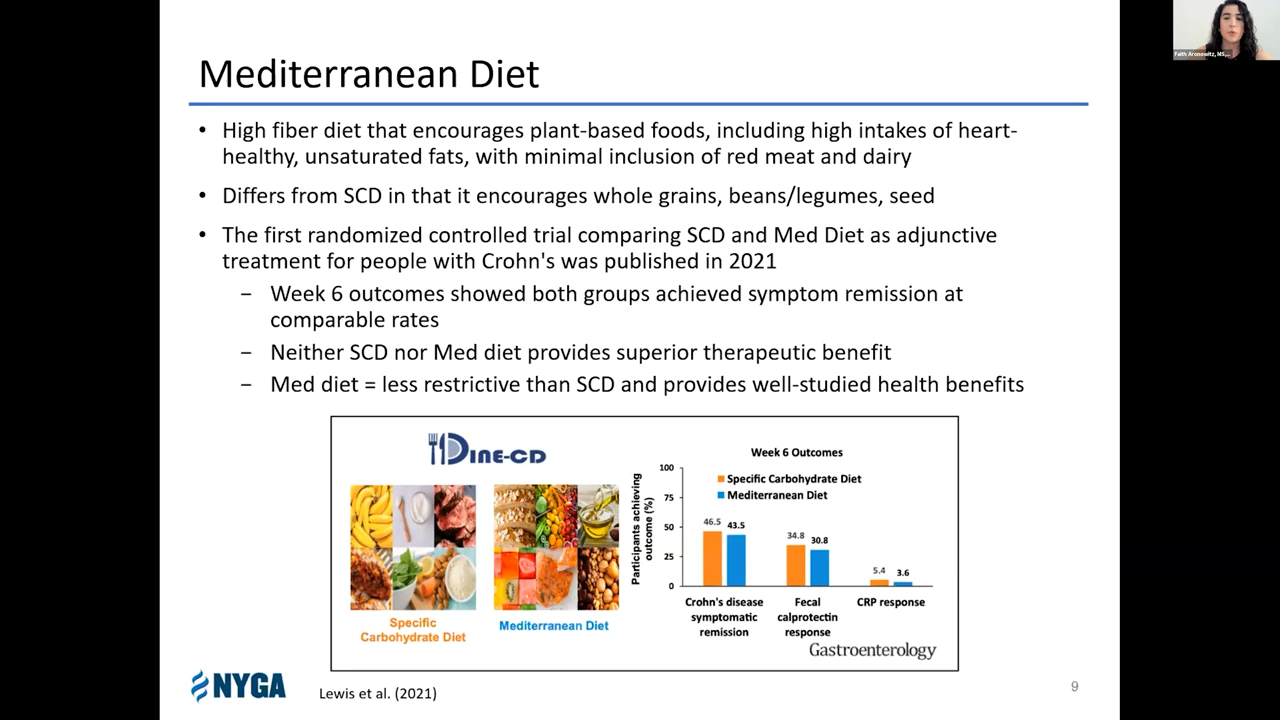 Faith Aronowitz, MS,...
Mediterranean Diet
• High fiber diet that encourages plant-based foods, including high intakes of heart-
healthy, unsaturated fats, with minimal inclusion of red meat and dairy
• Differs from SCD in that it encourages whole grains, beans/legumes, seed
• The first randomized controlled trial comparing SCD and Med Diet as adjunctive
treatment for people with Crohn's was published in 2021
− Week 6 outcomes showed both groups achieved symptom remission at
comparable rates
− Neither SCD nor Med diet provides superior therapeutic benefit
− Med diet = less restrictive than SCD and provides well-studied health benefits
DINE-CD
Specific
Carbohydrate Diet
Mediterranean Diet
Week 6 Outcomes
Participants achieving
outcome (%)
100
75
50
25
0
Specific Carbohydrate Diet
Mediterranean Diet
46.5
43.5
34.8
30.8
5.4
3.6
Crohn's disease
symptomatic
remission
Fecal
calprotectin
response
CRP response
Gastroenterology
NYGA
Lewis et al. (2021)
9